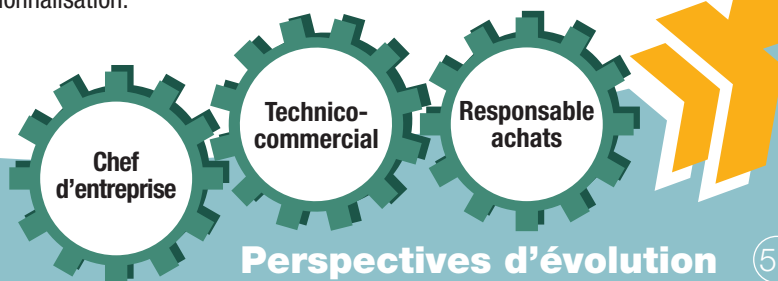 Technico-
commercial
Responsable
achats
Chef
d'entreprise
Perspectives d'évolution
5